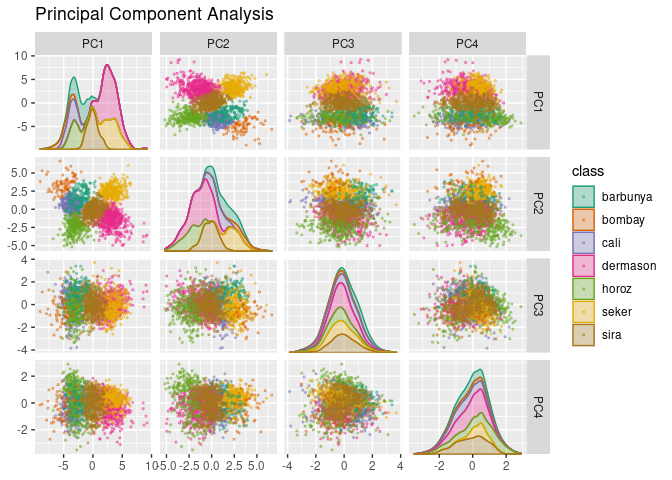 Principal Component Analysis
PC1 PC2 PC3 PC4
10
5
0
-5
PC1
5.0
2.5
0.0
-2.5
-5.0
PC2
4
2
0
-2
-4
PC3
2
0
-2
PC4
-5 0 5 10 -5.0 -2.5 0.0 2.5 5.0 -4 -2 0 2 4 -2 0 2
class
barbunya
bombay
cali
dermason
horoz
seker
sira